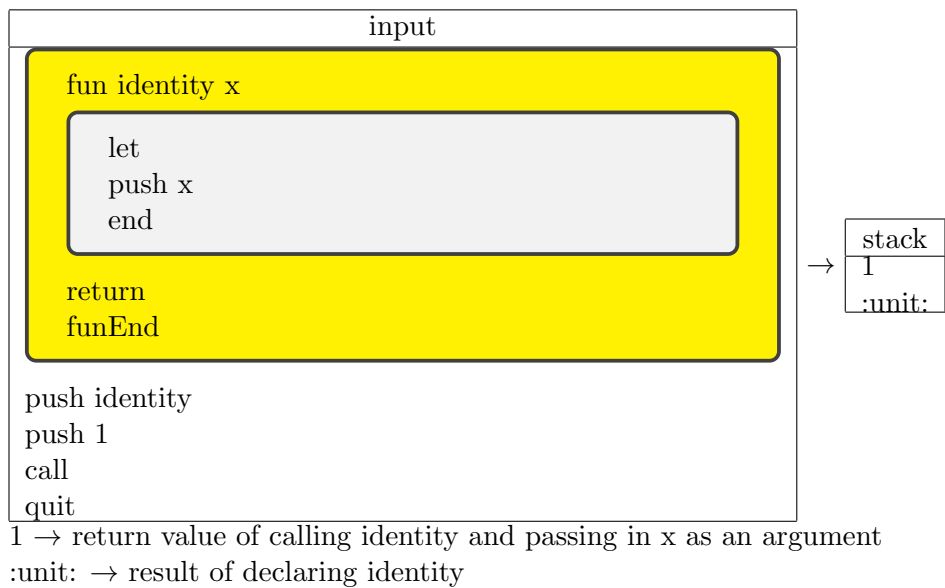 input
fun identity x
let
push x
end
return
funEnd
push identity
push 1
call
quit
→
stack
1
:unit:
1 → return value of calling identity and passing in x as an argument
:unit: → result of declaring identity